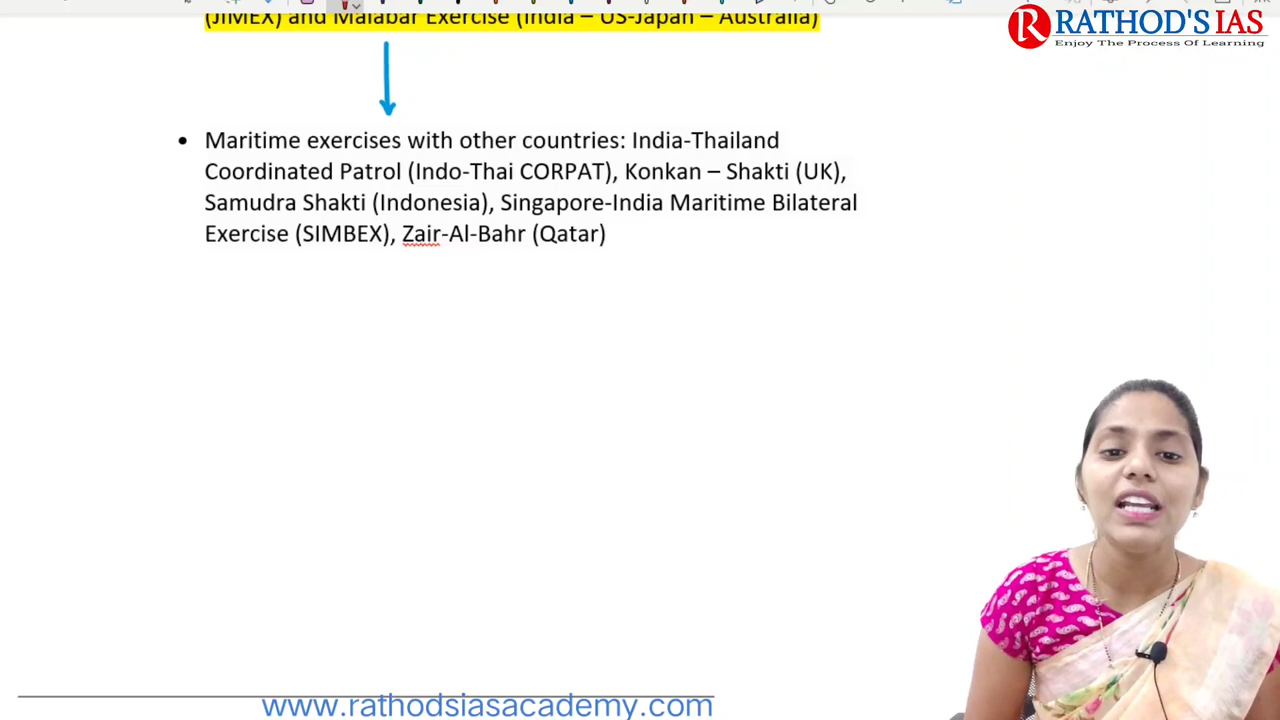 (JIMEX) and Malabar Exercise (India – US-Japan – Australia)
RATHOD'S IAS
Enjoy The Process Of Learning
• Maritime exercises with other countries: India-Thailand
Coordinated Patrol (Indo-Thai CORPAT), Konkan – Shakti (UK),
Samudra Shakti (Indonesia), Singapore-India Maritime Bilateral
Exercise (SIMBEX), Zair-Al-Bahr (Qatar)
www.rathodsiasacademy.com